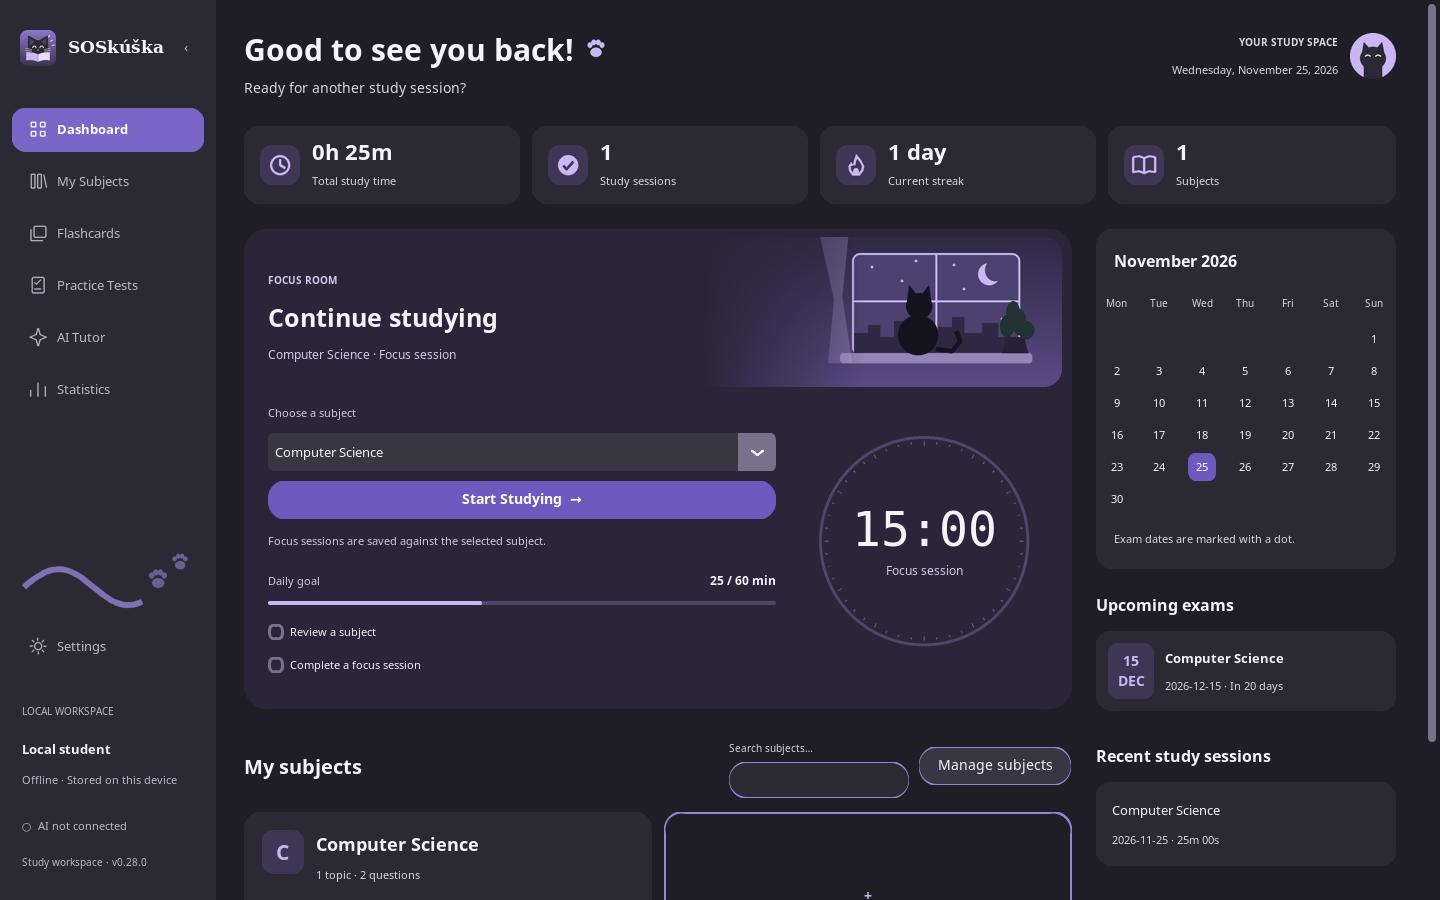 SOSkúška
Dashboard
My Subjects
Flashcards
Practice Tests
AI Tutor
Statistics
Settings
LOCAL WORKSPACE
Local student
Offline · Stored on this device
AI not connected
Study workspace · v0.28.0
Good to see you back!
Ready for another study session?
YOUR STUDY SPACE
Wednesday, November 25, 2026
0h 25m
Total study time
1
Study sessions
1 day
Current streak
1
Subjects
FOCUS ROOM
Continue studying
Computer Science · Focus session
Choose a subject
Computer Science
Start Studying →
Focus sessions are saved against the selected subject.
Daily goal 25 / 60 min
Review a subject
Complete a focus session
15:00
Focus session
November 2026
Mon Tue Wed Thu Fri Sat Sun
1
2 3 4 5 6 7 8
9 10 11 12 13 14 15
16 17 18 19 20 21 22
23 24 25 26 27 28 29
30
Exam dates are marked with a dot.
Upcoming exams
15
DEC
Computer Science
2026-12-15 · In 20 days
My subjects
Search subjects...
Manage subjects
C
Computer Science
1 topic · 2 questions
+
Recent study sessions
Computer Science
2026-11-25 · 25m 00s